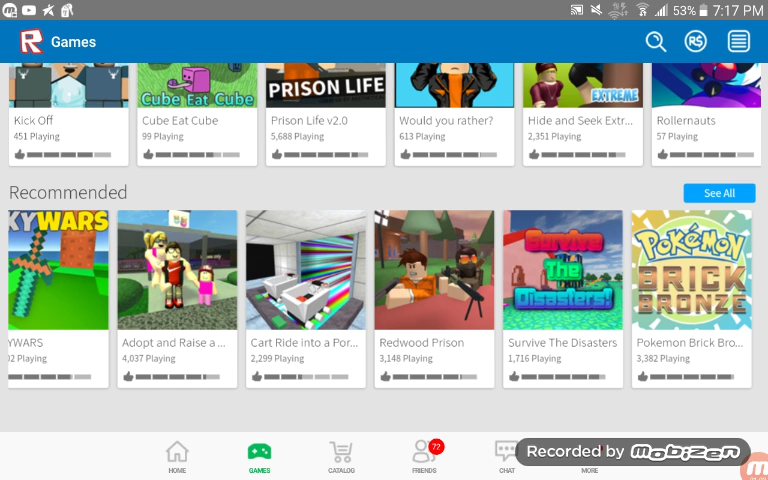 53% 7:17 PM
R Games R$
Cube Eat Cube PRISON LIFE EXTREME
Kick Off Cube Eat Cube Prison Life v2.0 Would you rather? Hide and Seek Extr... Rollernauts
451 Playing 99 Playing 5,688 Playing 613 Playing 2,351 Playing 57 Playing
Recommended See All
KYWARS Survive The Disasters! Pokémon BRICK BRONZE
YWARS Adopt and Raise a ... Cart Ride into a Por... Redwood Prison Survive The Disasters Pokemon Brick Bro...
02 Playing 4,037 Playing 2,299 Playing 3,148 Playing 1,716 Playing 3,382 Playing
HOME GAMES CATALOG FRIENDS CHAT MORE
Recorded by Mobizen